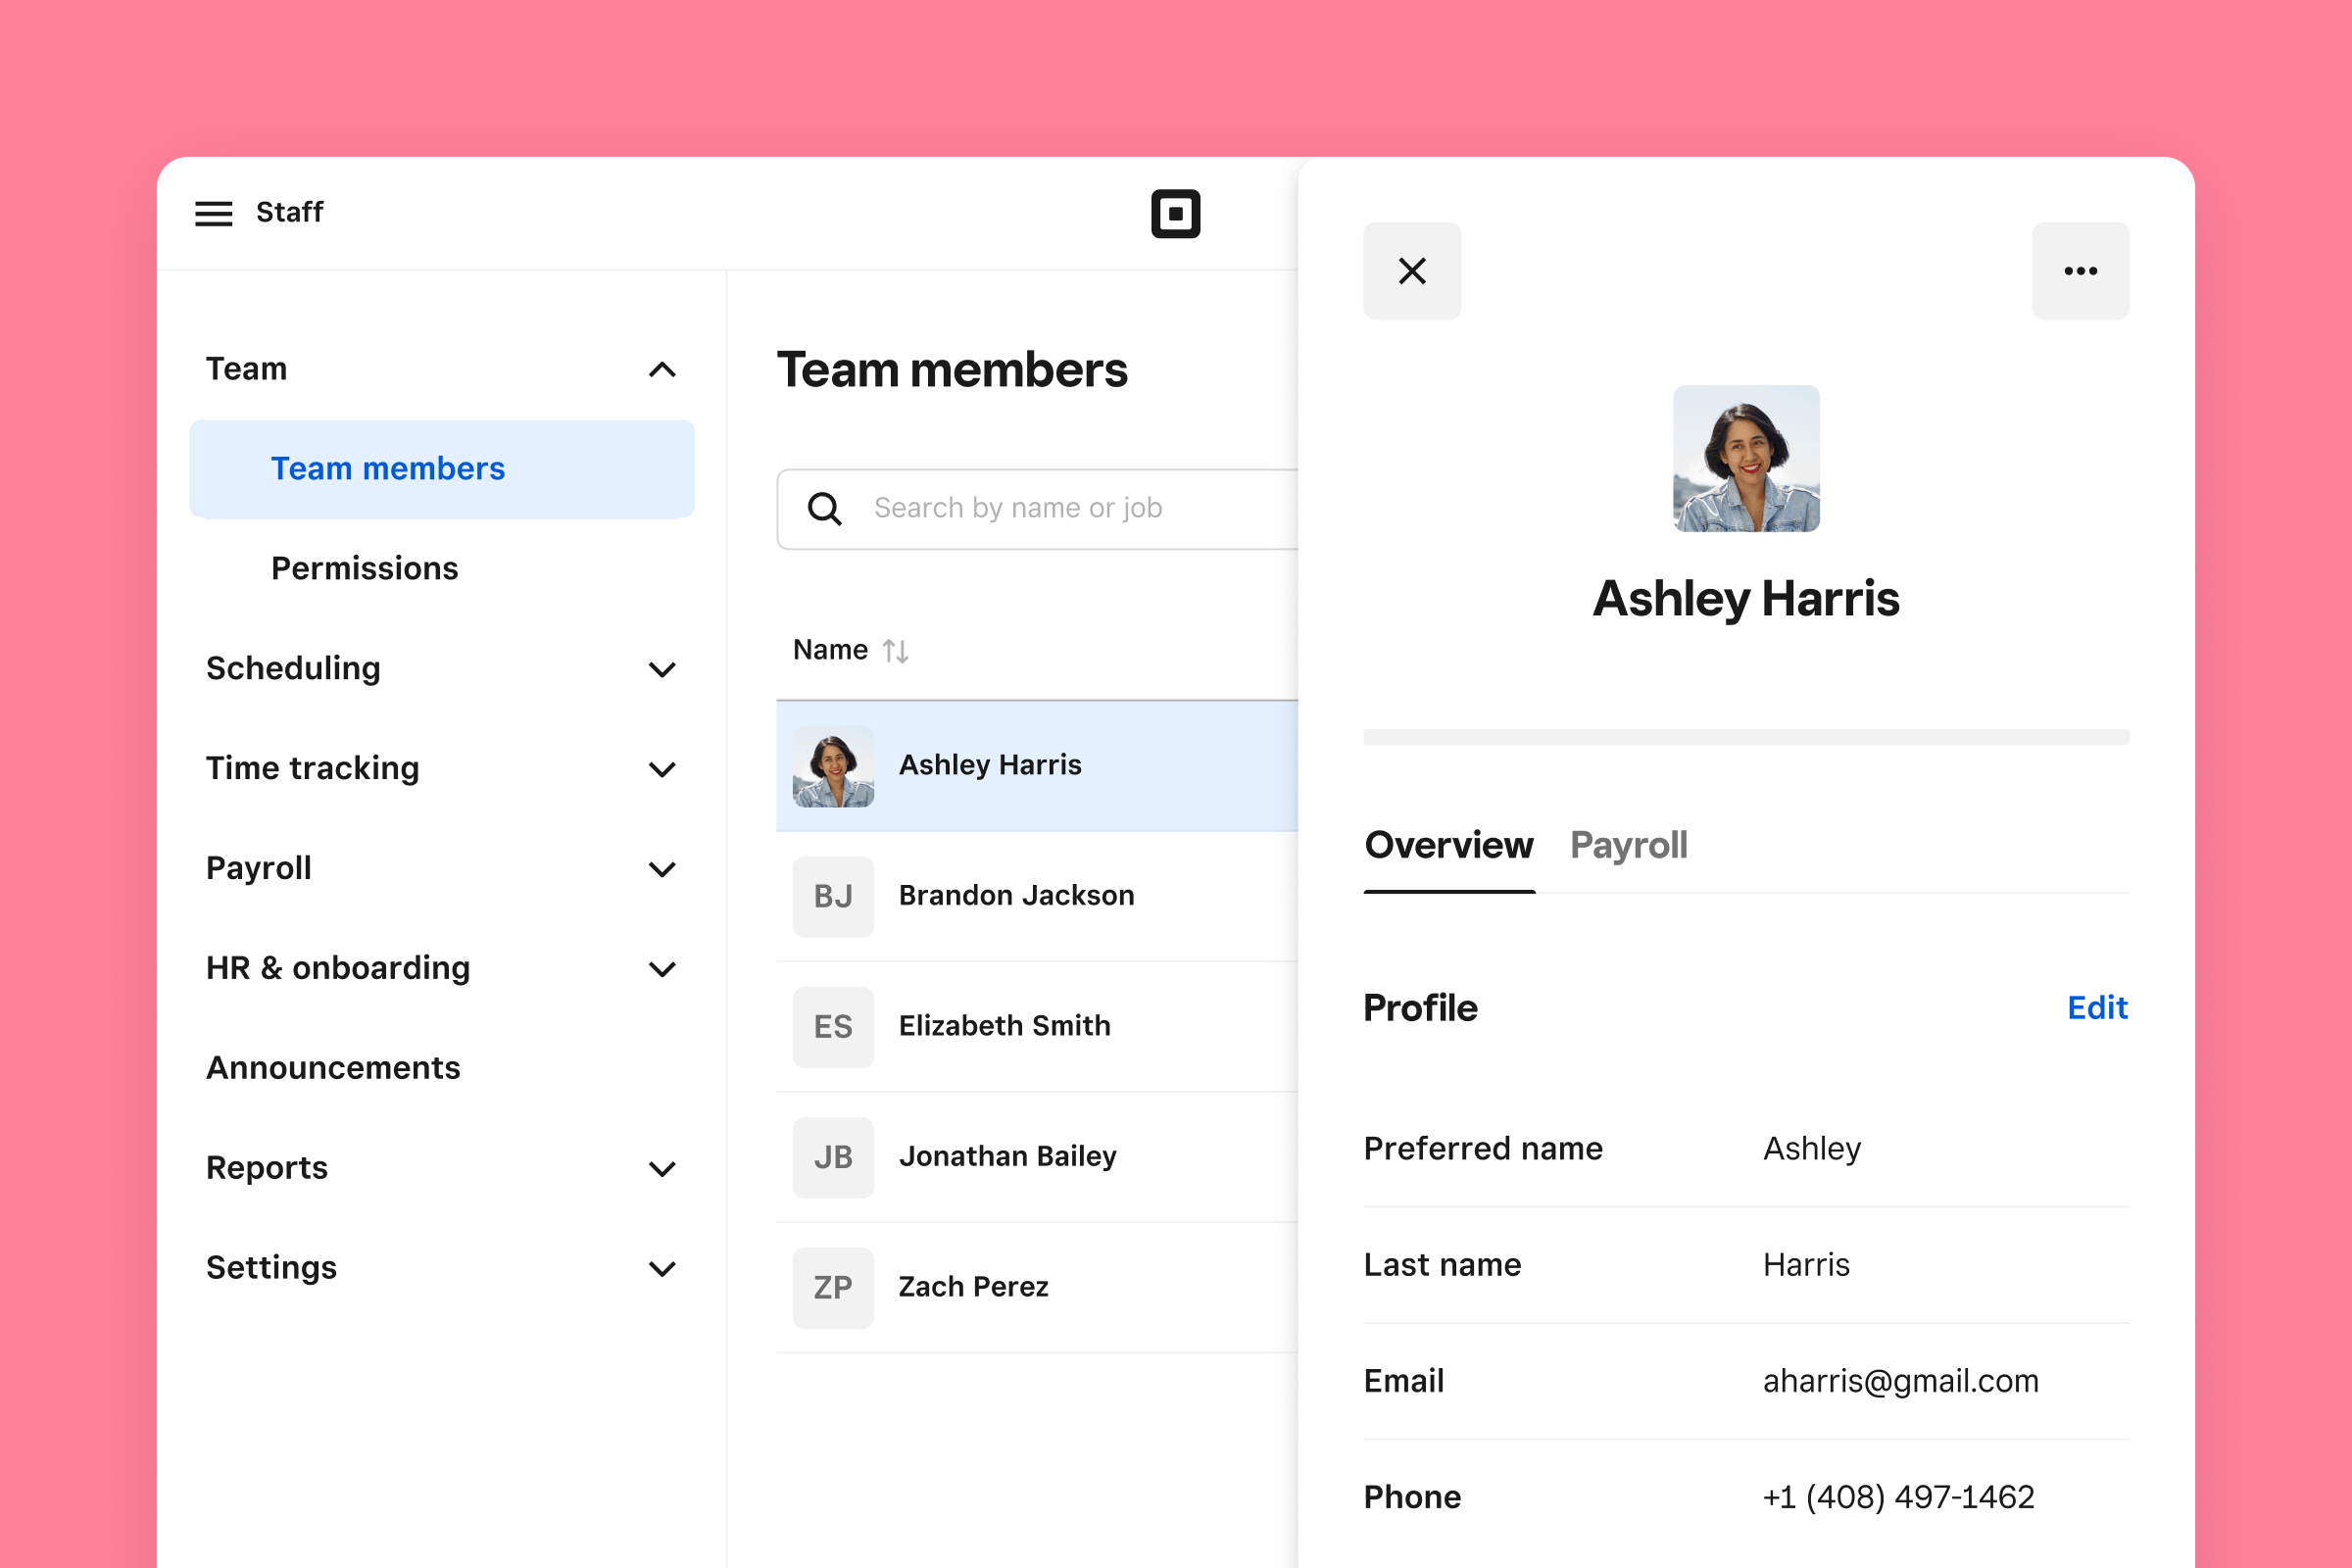 Staff
Team
Team members
Permissions
Scheduling
Time tracking
Payroll
HR & onboarding
Announcements
Reports
Settings
Team members
Search by name or job
Name
Ashley Harris
BJ Brandon Jackson
ES Elizabeth Smith
JB Jonathan Bailey
ZP Zach Perez
Ashley Harris
Overview Payroll
Profile Edit
Preferred name Ashley
Last name Harris
Email aharris@gmail.com
Phone +1 (408) 497-1462